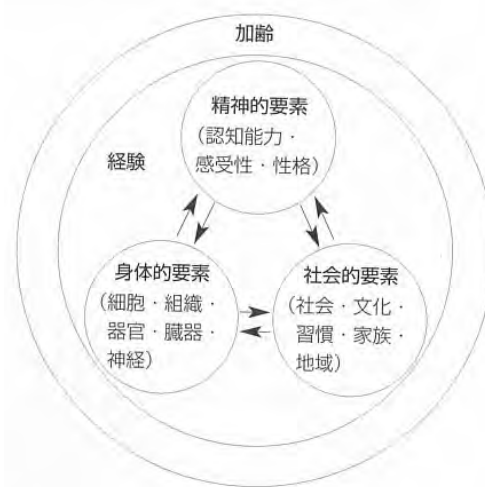 加齢
精神的要素
(認知能力・
感受性・性格)
経験
身体的要素
(細胞・組織・
器官・臓器・
神経)
社会的要素
(社会・文化・
習慣・家族・
地域)